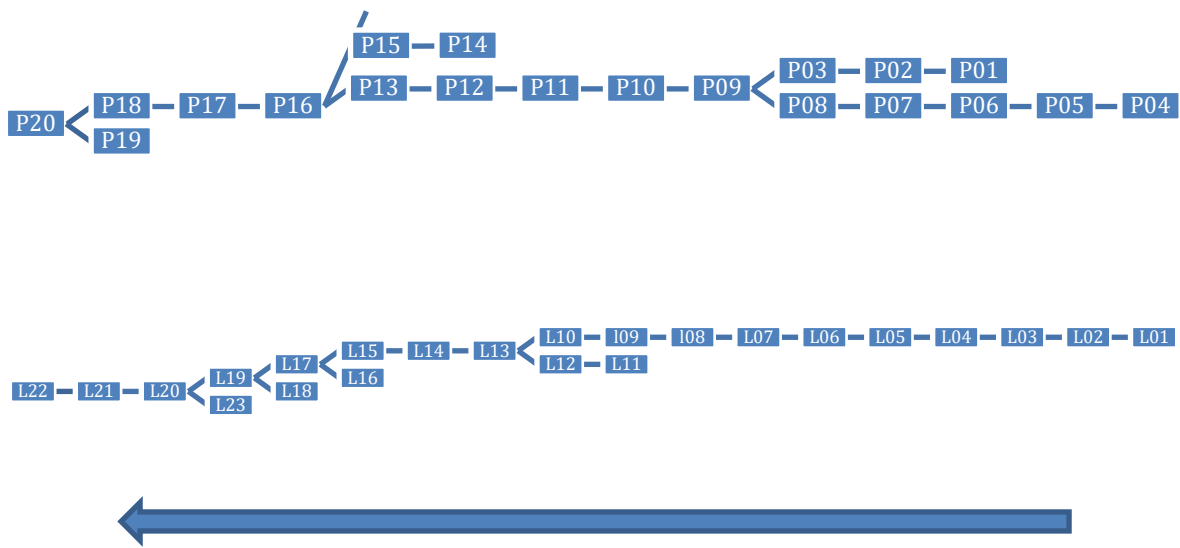 P15 P14
P03 P02 P01
P13 P12 P11 P10 P09
P18 P17 P16
P08 P07 P06 P05 P04
P20
P19
L10 l09 l08 L07 L06 L05 L04 L03 L02 L01
L15 L14 L13
L17
L12 L11
L19
L16
L22 L21 L20
L18
L23